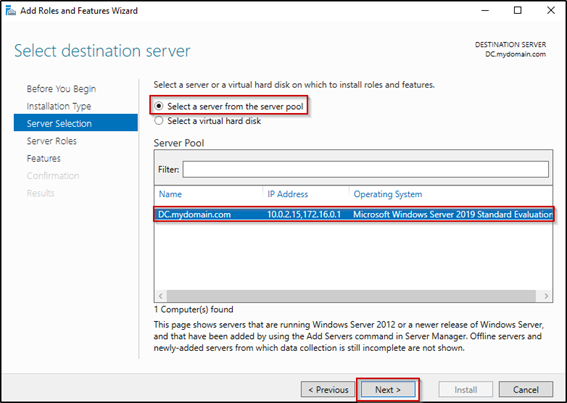 Add Roles and Features Wizard
Select destination server
DESTINATION SERVER
DC.mydomain.com
Before You Begin
Installation Type
Server Selection
Server Roles
Features
Confirmation
Results
Select a server or a virtual hard disk on which to install roles and features.
Select a server from the server pool
Select a virtual hard disk
Server Pool
Filter:
Name IP Address Operating System
DC.mydomain.com 10.0.2.15,172.16.0.1 Microsoft Windows Server 2019 Standard Evaluation
1 Computer(s) found
This page shows servers that are running Windows Server 2012 or a newer release of Windows Server,
and that have been added by using the Add Servers command in Server Manager. Offline servers and
newly-added servers from which data collection is still incomplete are not shown.
< Previous Next > Install Cancel